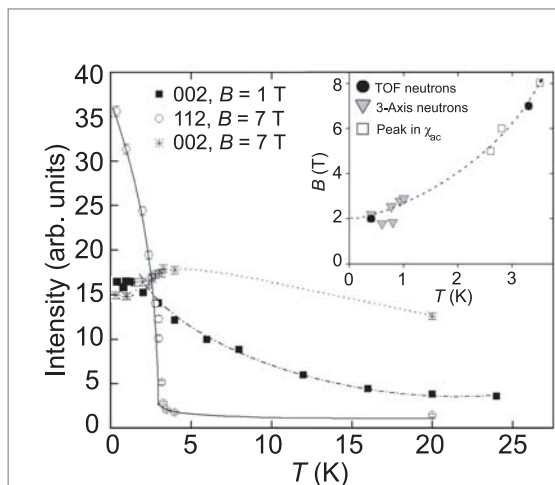 40
35
30
25
20
15
10
5
0
Intensity (arb. units)
0 5 10 15 20 25
T (K)
002, B = 1 T
112, B = 7 T
002, B = 7 T
8
6
4
2
0
B (T)
0 1 2 3
T (K)
TOF neutrons
3-Axis neutrons
Peak in χac